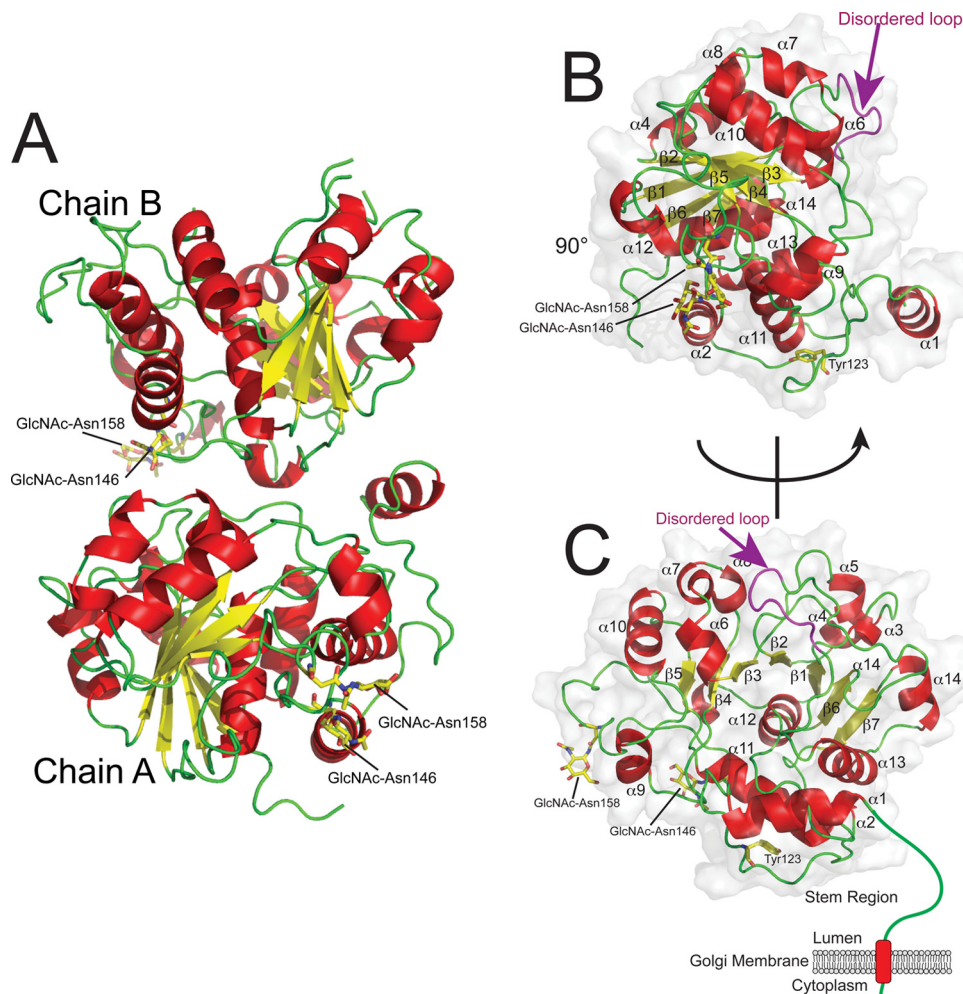 A
Chain B
GlcNAc-Asn158
GlcNAc-Asn146
GlcNAc-Asn158
GlcNAc-Asn146
Chain A
B
Disordered loop
α7
α8
α6
α4
α10
β2
β3
β5
β1
β4
β6
β7
α14
α12
α13
α9
90°
GlcNAc-Asn158
GlcNAc-Asn146
α2
α11
α1
Tyr123
C
Disordered loop
α7
α5
α10
α6
α4
α3
β2
β5
β3
β1
α14
α14
β4
β6
α12
β7
α11
α13
α9
GlcNAc-Asn158
GlcNAc-Asn146
α1
α2
Tyr123
Stem Region
Lumen
Golgi Membrane
Cytoplasm